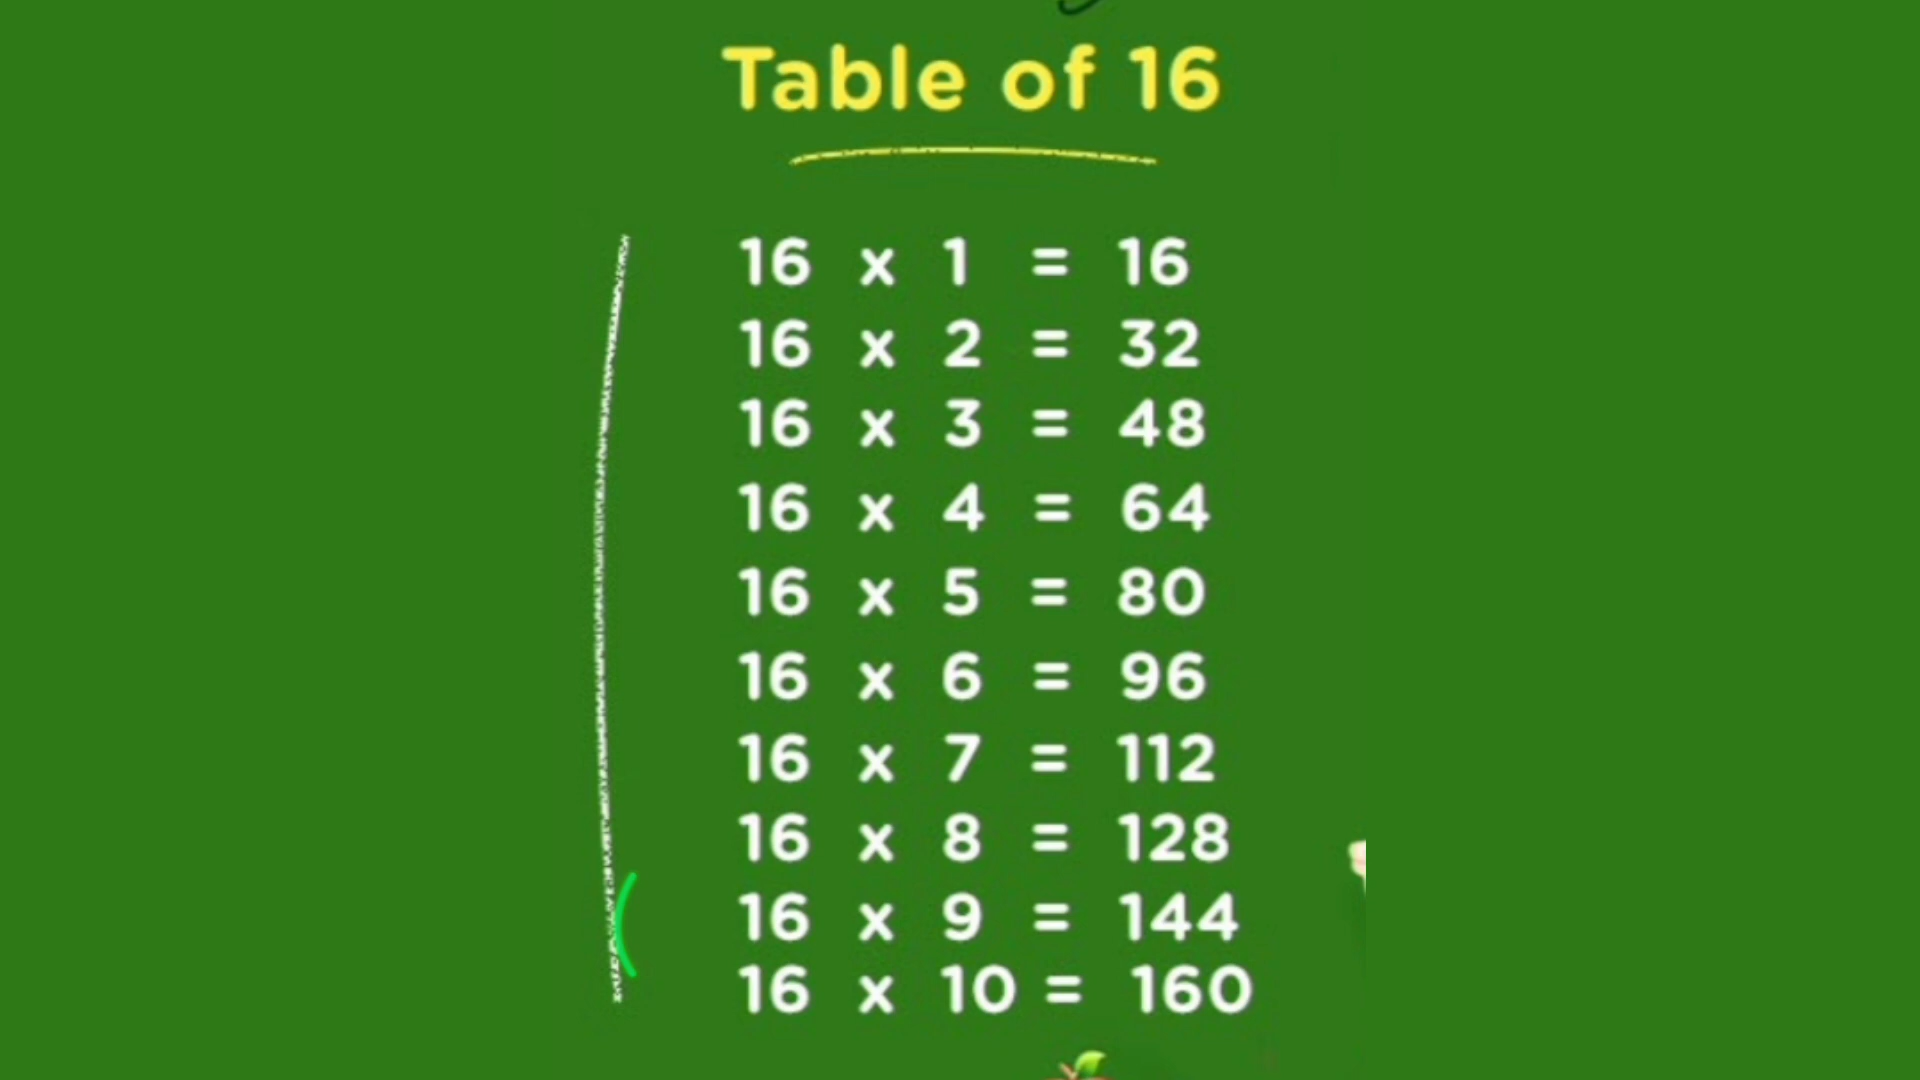 Table of 16
16 x 1 = 16
16 x 2 = 32
16 x 3 = 48
16 x 4 = 64
16 x 5 = 80
16 x 6 = 96
16 x 7 = 112
16 x 8 = 128
16 x 9 = 144
16 x 10 = 160